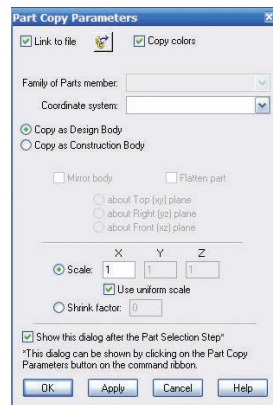 Part Copy Parameters
Link to file Copy colors
Family of Parts member:
Coordinate system:
Copy as Design Body
Copy as Construction Body
Mirror body Flatten part
about Top (xy) plane
about Right (yz) plane
about Front (xz) plane
X Y Z
Scale: 1 1 1
Use uniform scale
Shrink factor: 0
Show this dialog after the Part Selection Step*
*This dialog can be shown by clicking on the Part Copy
Parameters button on the command ribbon.
OK Apply Cancel Help